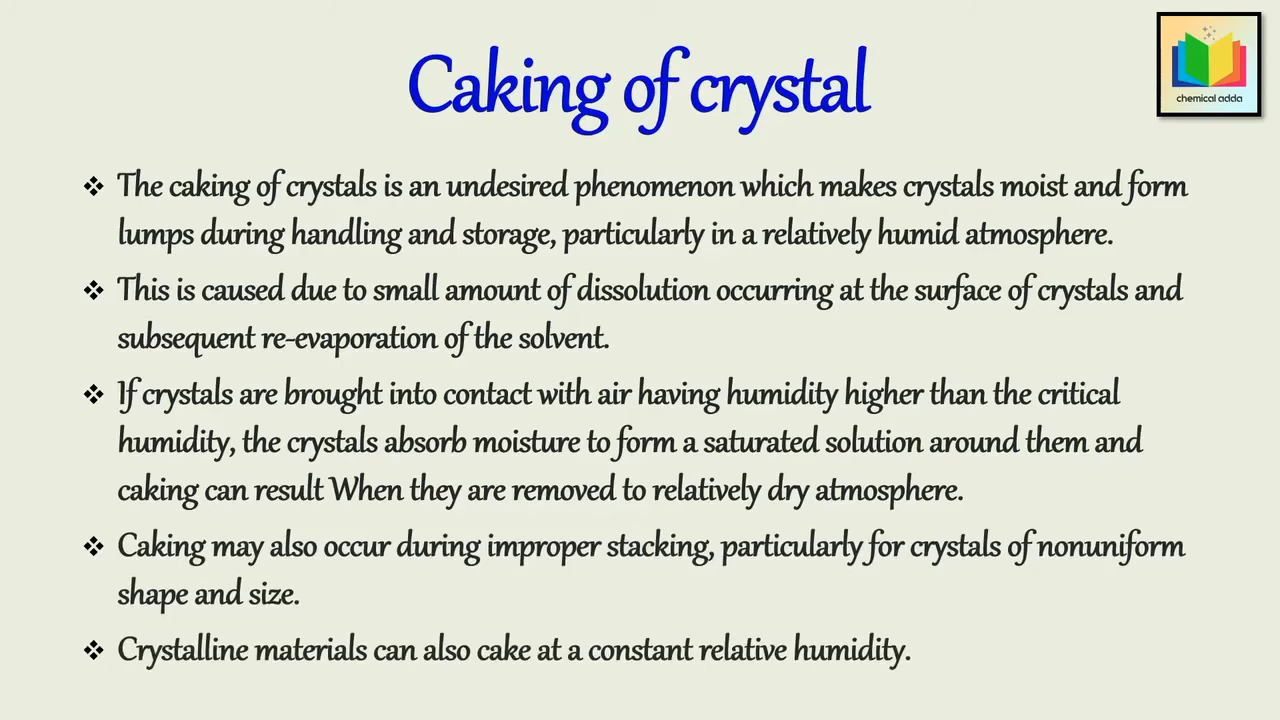 Caking of crystal
chemical adda
❖ The caking of crystals is an undesired phenomenon which makes crystals moist and form
lumps during handling and storage, particularly in a relatively humid atmosphere.
❖ This is caused due to small amount of dissolution occurring at the surface of crystals and
subsequent re-evaporation of the solvent.
❖ If crystals are brought into contact with air having humidity higher than the critical
humidity, the crystals absorb moisture to form a saturated solution around them and
caking can result When they are removed to relatively dry atmosphere.
❖ Caking may also occur during improper stacking, particularly for crystals of nonuniform
shape and size.
❖ Crystalline materials can also cake at a constant relative humidity.